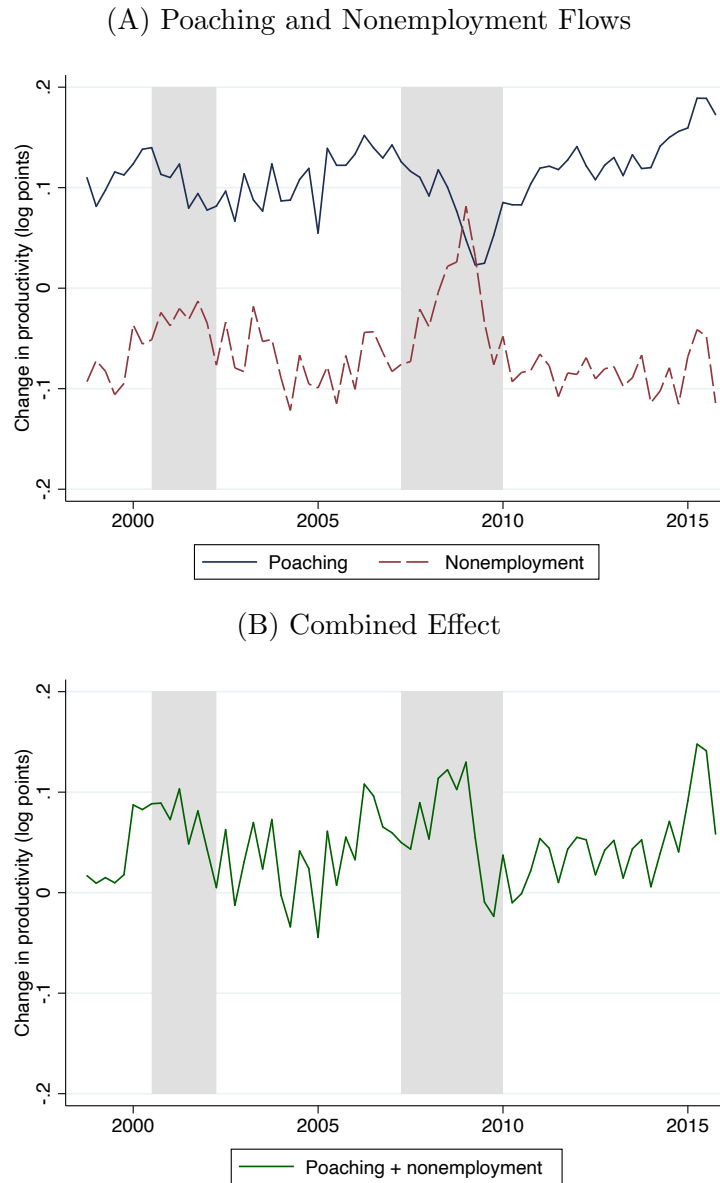 (A) Poaching and Nonemployment Flows
Change in productivity (log points)
.2
.1
0
-.1
-.2
2000 2005 2010 2015
Poaching Nonemployment
(B) Combined Effect
Change in productivity (log points)
.2
.1
0
-.1
-.2
2000 2005 2010 2015
Poaching + nonemployment